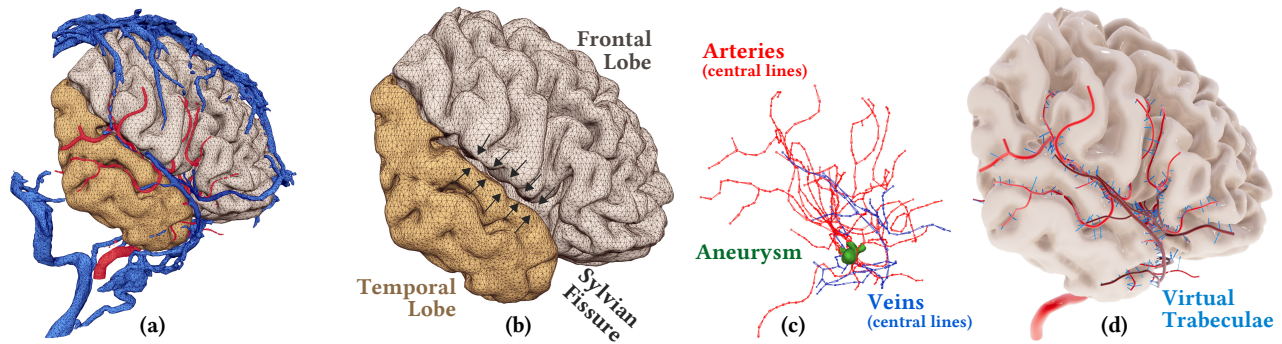 (a)
Frontal
Lobe
Temporal
Lobe
Sylvian
Fissure
(b)
Arteries
(central lines)
Aneurysm
Veins
(central lines)
(c)
Virtual
Trabeculae
(d)